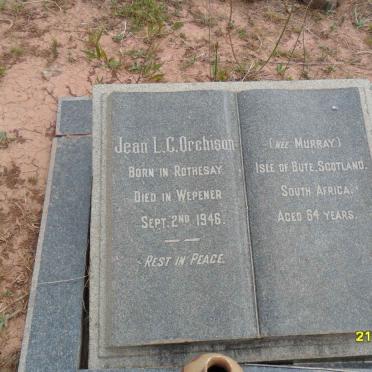 Jean L.C. Orchison (NEE MURRAY)
BORN IN ROTHESAY ISLE OF BUTE, SCOTLAND.
DIED IN WEPENER SOUTH AFRICA.
SEPT. 2ND 1946. AGED 64 YEARS.
REST IN PEACE.
21